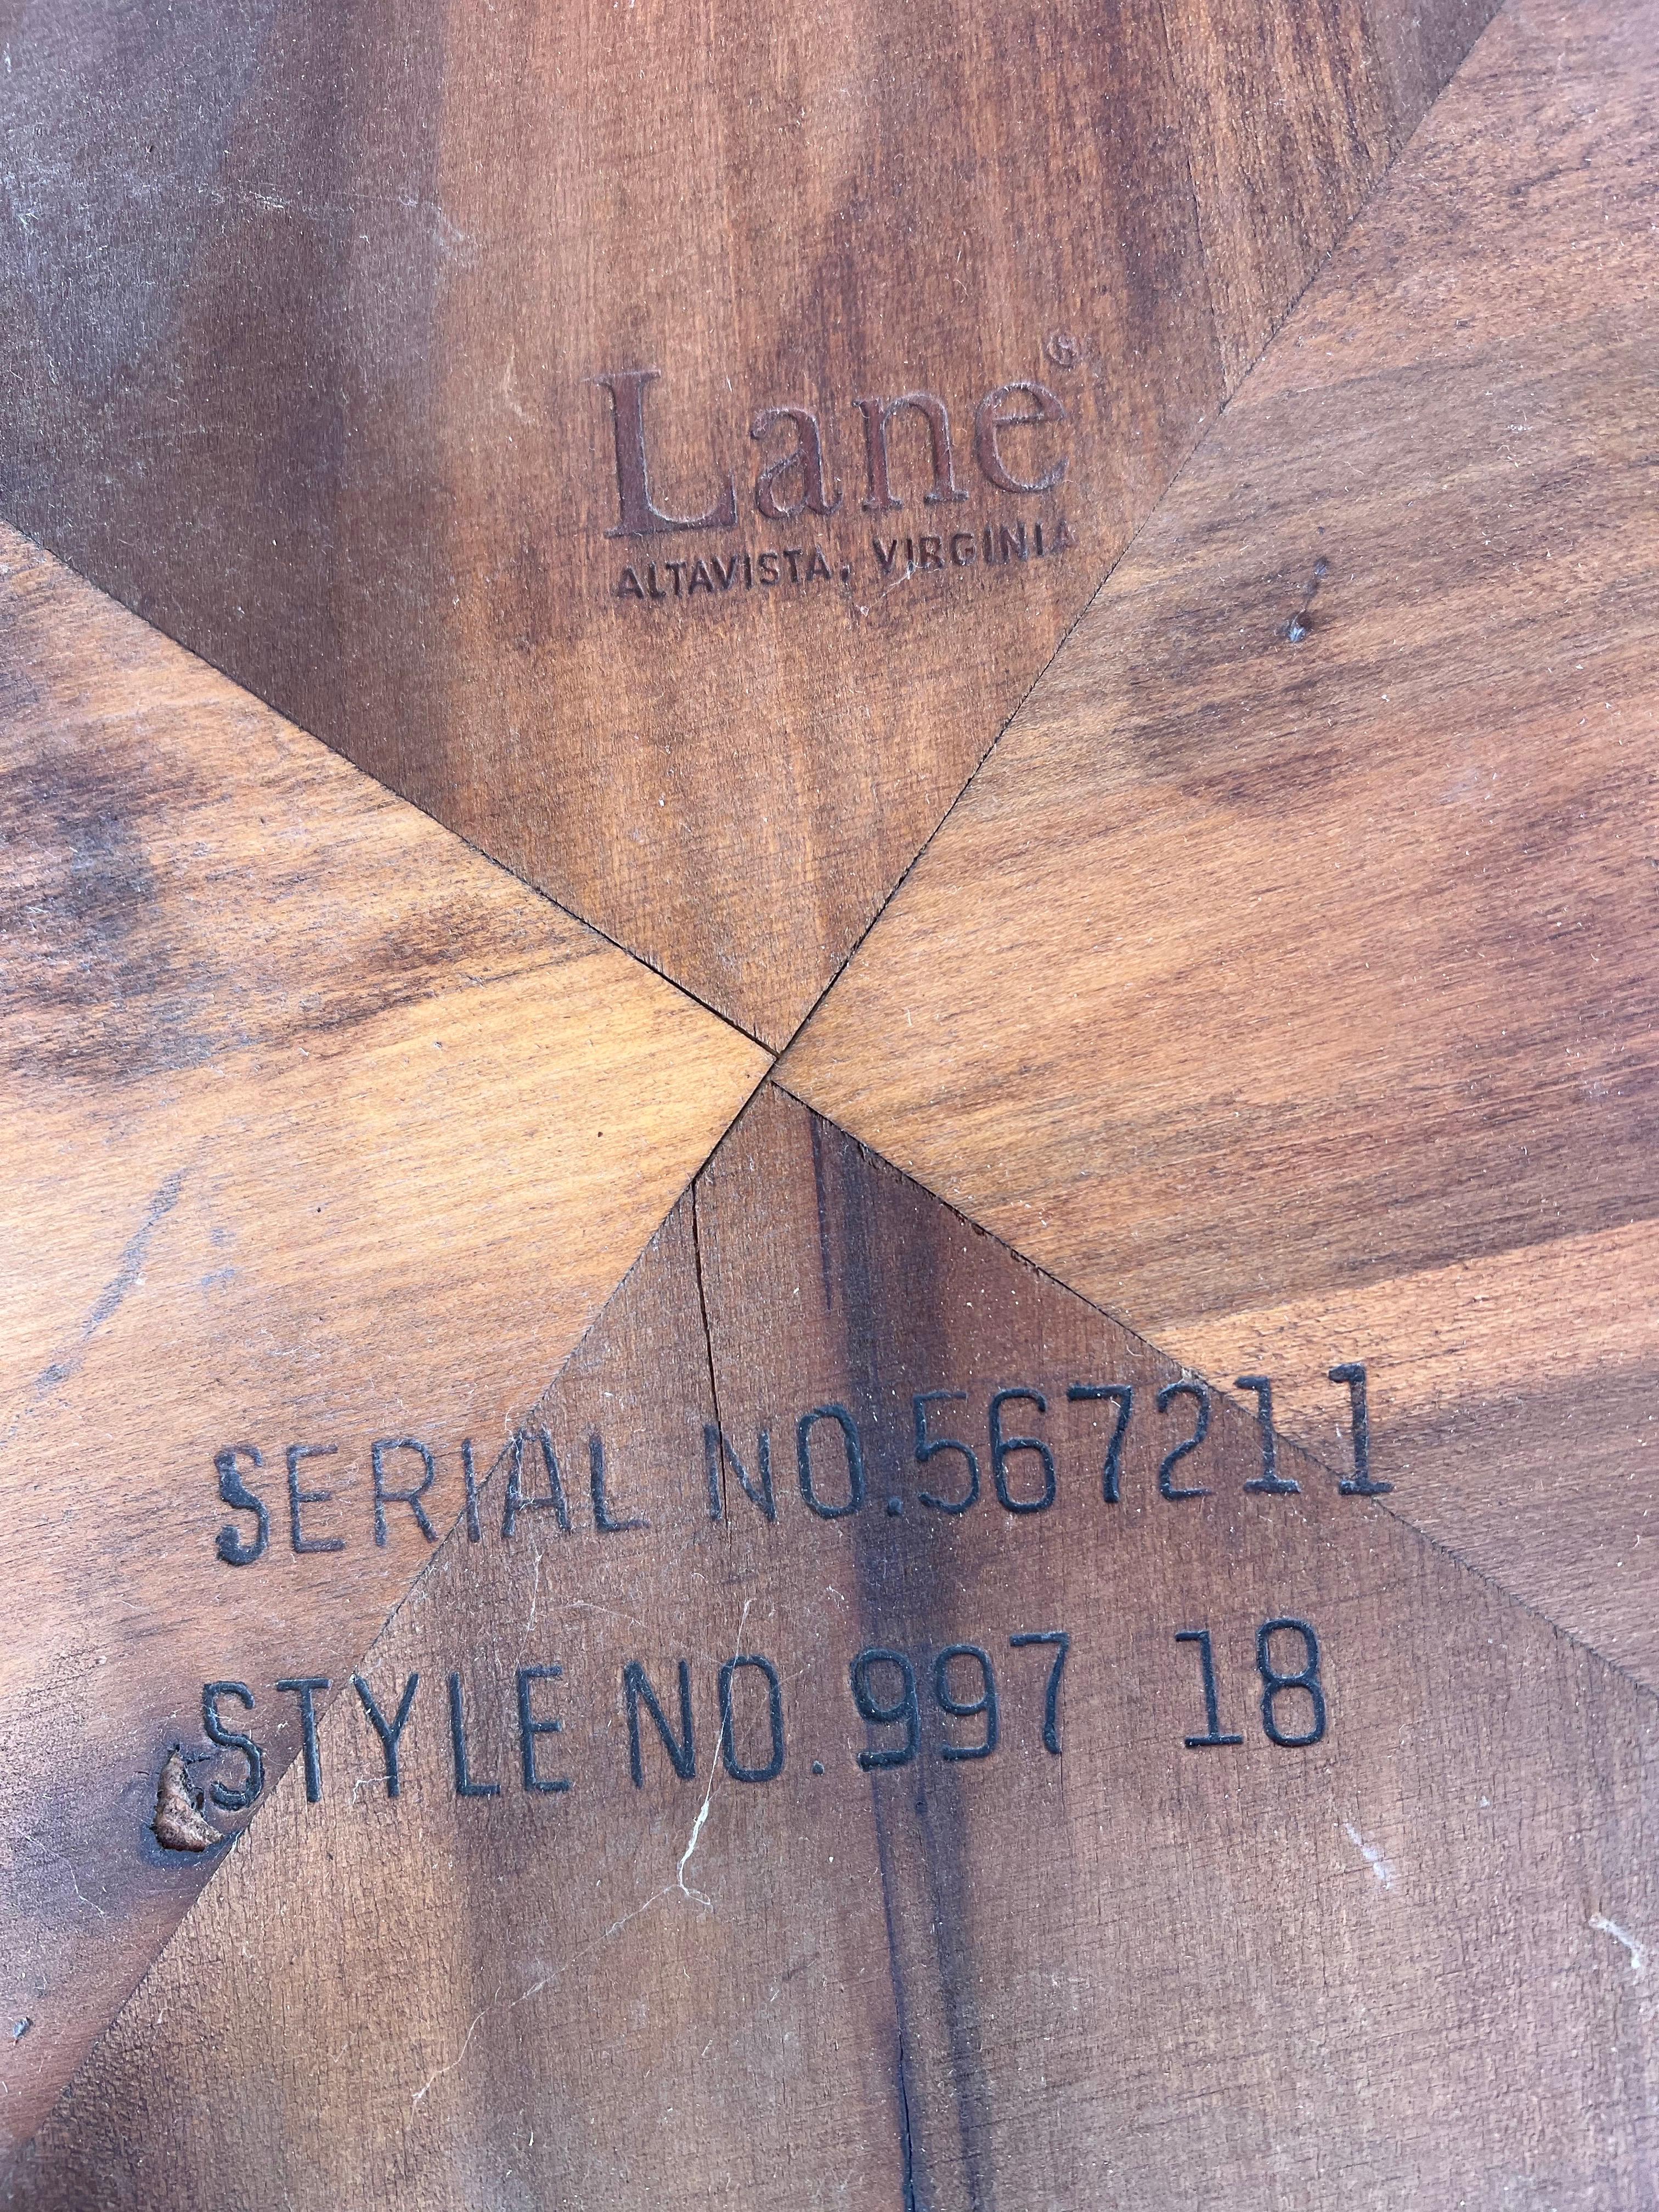 Lane®
ALTAVISTA, VIRGINIA
SERIAL NO.567211
STYLE NO.997 18